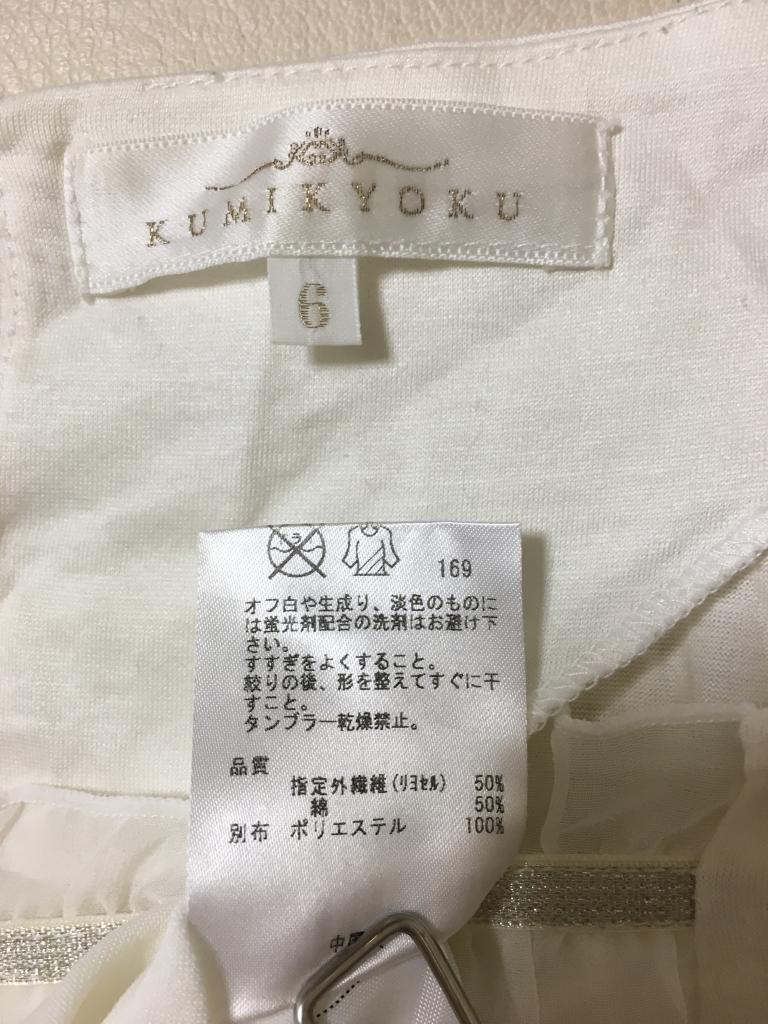 KUMIKYOKU
6
169
オフ白や生成り、淡色のものに
は蛍光剤配合の洗剤はお避け下
さい。
すすぎをよくすること。
絞りの後、形を整えてすぐに干
すこと。
タンブラー乾燥禁止。
品質
指定外繊維(リヨセル) 50%
綿 50%
別布 ポリエステル 100%
中国